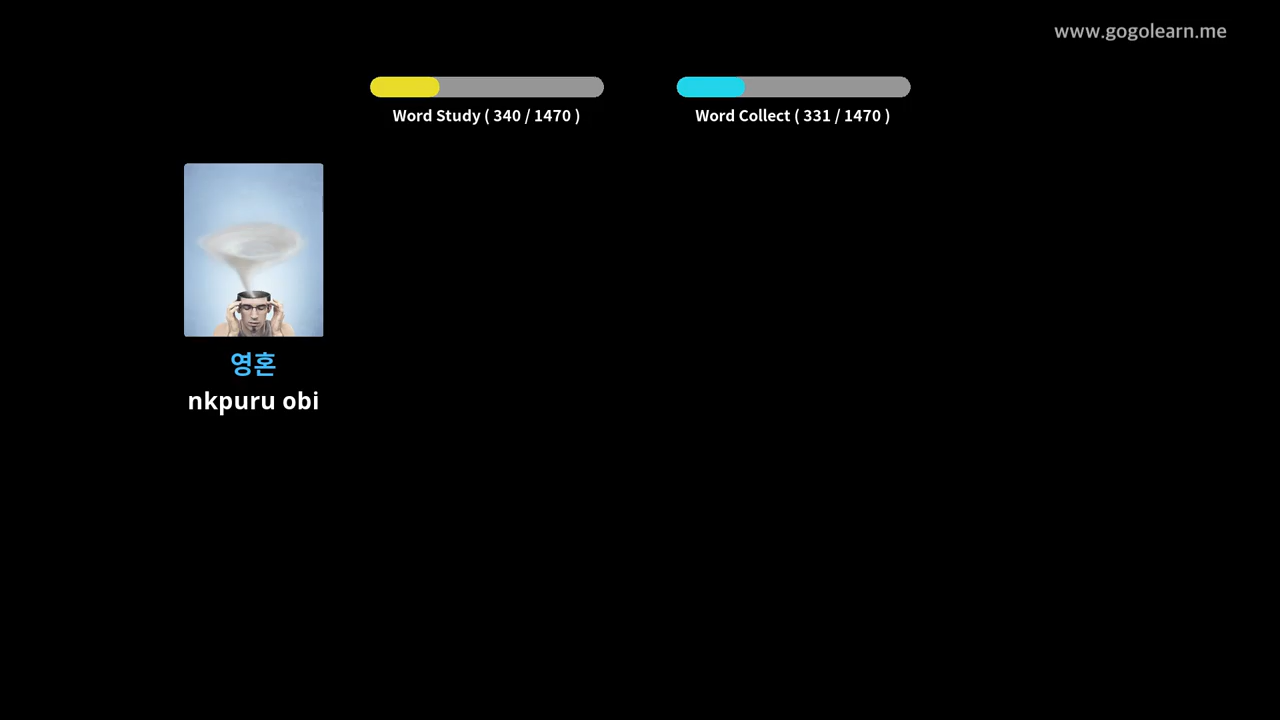 www.gogolearn.me
Word Study ( 340 / 1470 )
Word Collect ( 331 / 1470 )
영혼
nkpuru obi